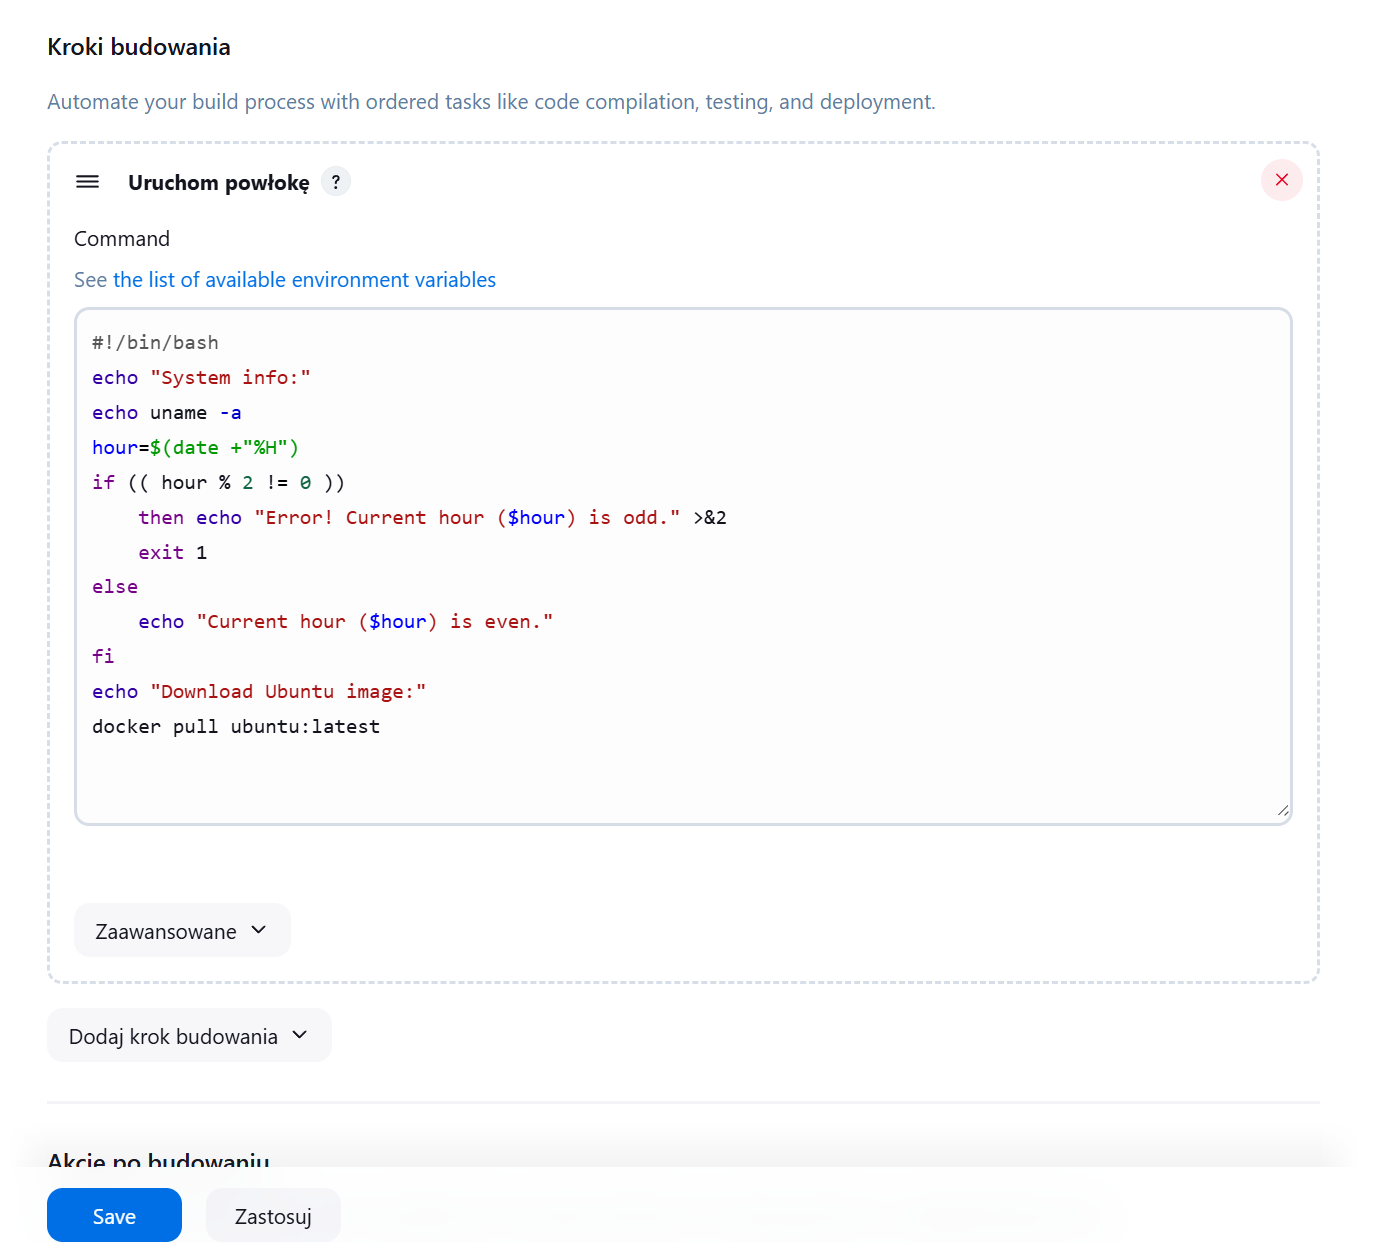 Kroki budowania
Automate your build process with ordered tasks like code compilation, testing, and deployment.
Uruchom powłokę ?
Command
See the list of available environment variables
#!/bin/bash
echo "System info:"
echo uname -a
hour=$(date +"%H")
if (( hour % 2 != 0 ))
    then echo "Error! Current hour ($hour) is odd." >&2
    exit 1
else
    echo "Current hour ($hour) is even."
fi
echo "Download Ubuntu image:"
docker pull ubuntu:latest
Zaawansowane
Dodaj krok budowania
Akcje po budowaniu
Save
Zastosuj